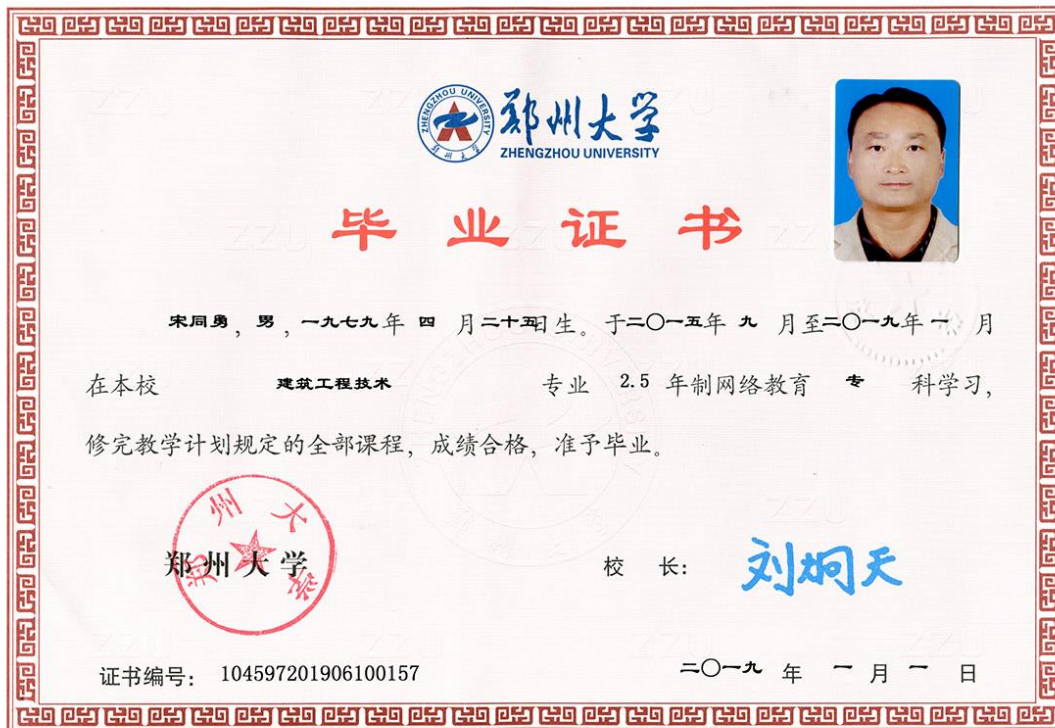 郑州大学
ZHENGZHOU UNIVERSITY
毕业证书
宋同勇，男，一九七九年 四 月二十五日生。于二〇一五年 九 月至二〇一九年 一 月
在本校 建筑工程技术 专业 2.5 年制网络教育 专 科学习，
修完教学计划规定的全部课程，成绩合格，准予毕业。
郑州大学
郑州大学
校 长： 刘炯天
证书编号： 104597201906100157
二〇一九 年 一 月 一 日